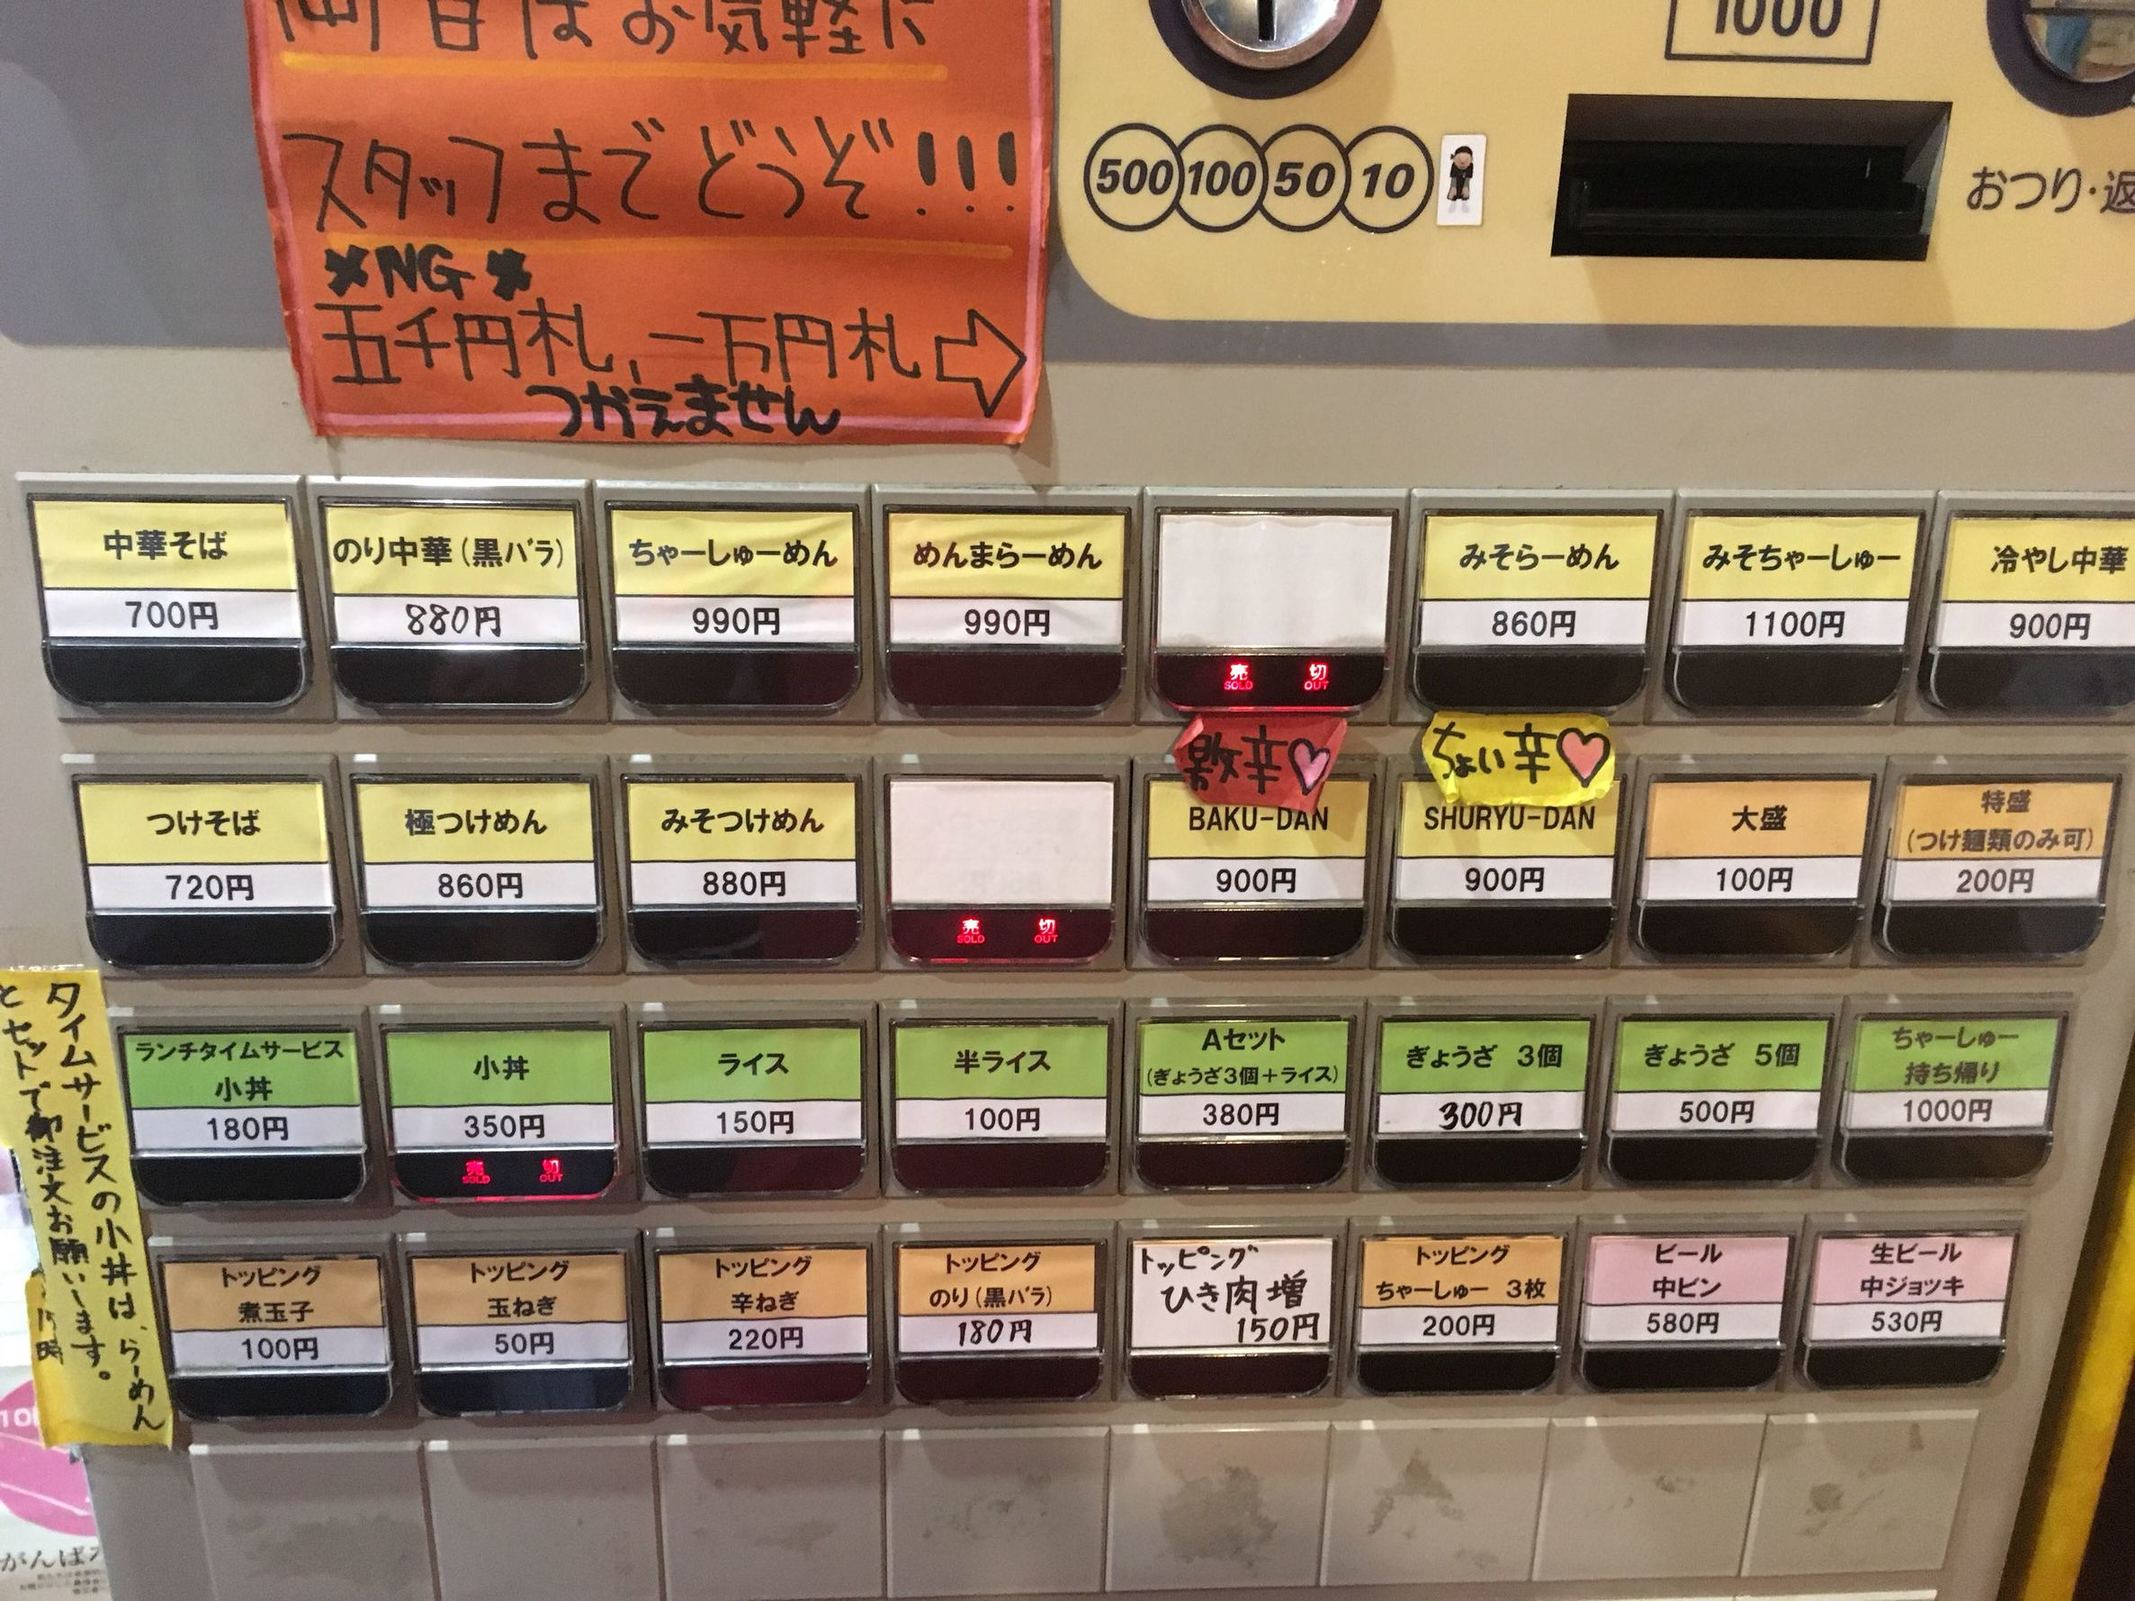 両替はお気軽に
スタッフまでどうぞ!!!
*NG*
五千円札、一万円札
つかえません
1000
500 100 50 10
おつり・返
中華そば
700円
のり中華(黒バラ)
880円
ちゃーしゅーめん
990円
めんまらーめん
990円
売切
SOLD OUT
みそらーめん
860円
みそちゃーしゅー
1100円
冷やし中華
900円
つけそば
720円
極つけめん
860円
みそつけめん
880円
売切
SOLD OUT
激辛
BAKU-DAN
900円
ちょい辛
SHURYU-DAN
900円
大盛
100円
特盛
(つけ麺類のみ可)
200円
タイムサービスの小丼は、らーめん
とセットで御注文お願いします。
ランチタイムサービス
小丼
180円
小丼
350円
売切
SOLD OUT
ライス
150円
半ライス
100円
Aセット
(ぎょうざ3個+ライス)
380円
ぎょうざ 3個
300円
ぎょうざ 5個
500円
ちゃーしゅー
持ち帰り
1000円
トッピング
煮玉子
100円
トッピング
玉ねぎ
50円
トッピング
辛ねぎ
220円
トッピング
のり(黒バラ)
180円
トッピング
ひき肉増
150円
トッピング
ちゃーしゅー 3枚
200円
ビール
中ビン
580円
生ビール
中ジョッキ
530円